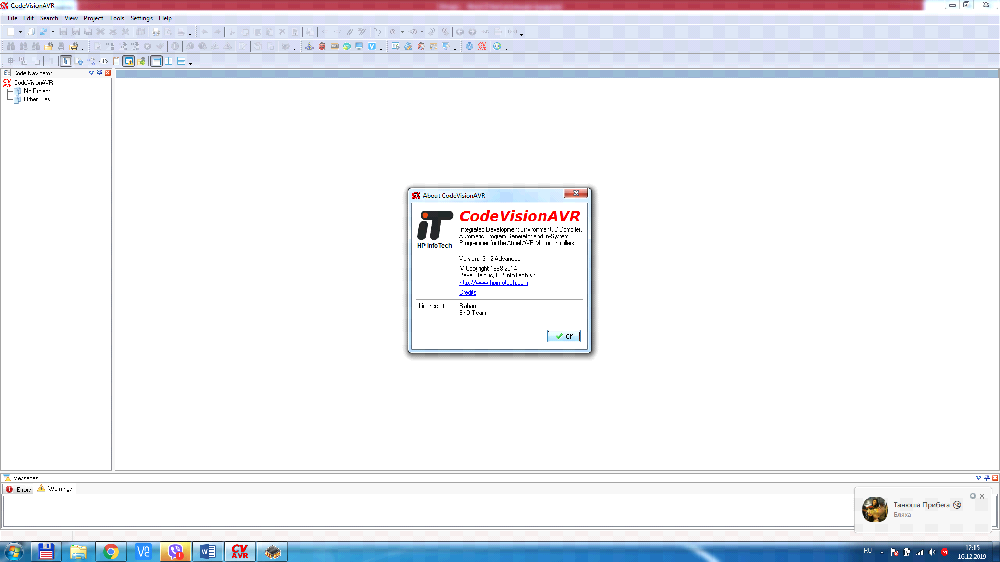 CodeVisionAVR
File Edit Search View Project Tools Settings Help
Code Navigator
CodeVisionAVR
No Project
Other Files
About CodeVisionAVR
CodeVisionAVR
Integrated Development Environment, C Compiler,
Automatic Program Generator and In-System
Programmer for the Atmel AVR Microcontrollers
HP InfoTech
Version: 3.12 Advanced
© Copyright 1998-2014
Pavel Haiduc, HP InfoTech s.r.l.
http://www.hpinfotech.com
Credits
Licensed to: Raham
SnD Team
OK
Messages
Errors Warnings
Танюша Прибега
Бляха
1
CV AVR
RU
12:15
16.12.2019